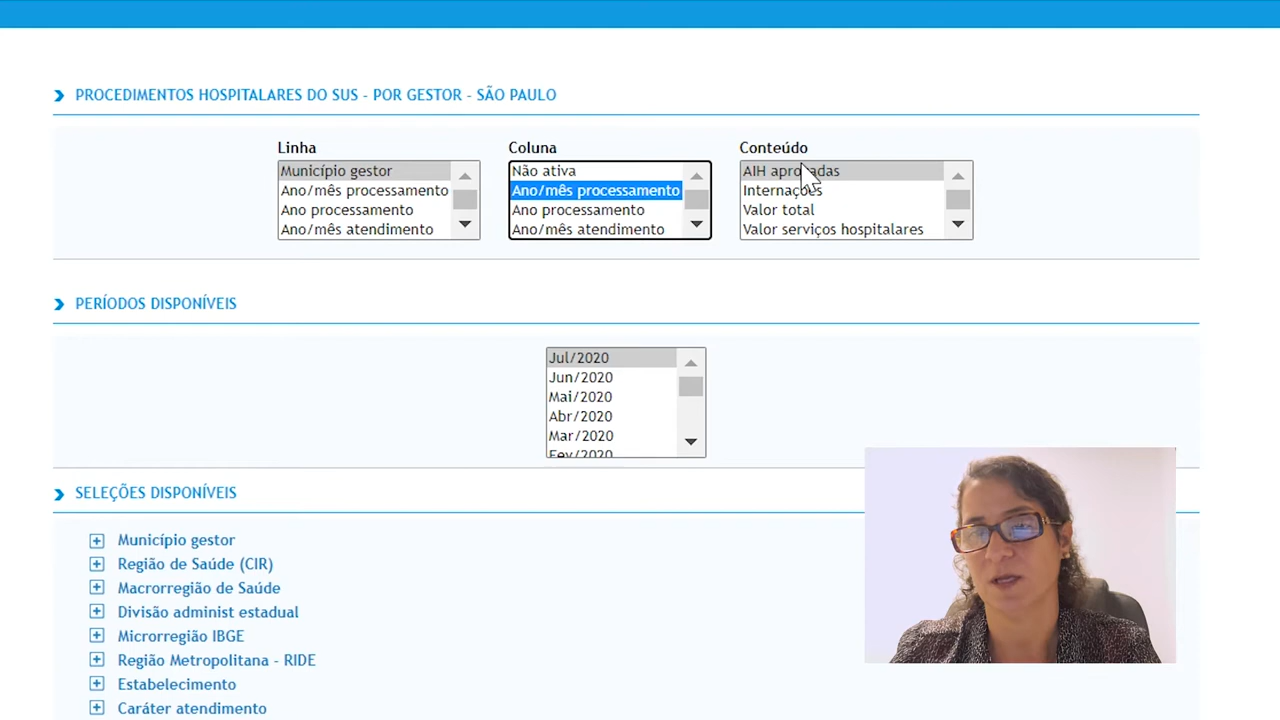 PROCEDIMENTOS HOSPITALARES DO SUS - POR GESTOR - SÃO PAULO
Linha
Município gestor
Ano/mês processamento
Ano processamento
Ano/mês atendimento
Coluna
Não ativa
Ano/mês processamento
Ano processamento
Ano/mês atendimento
Conteúdo
AIH aprovadas
Internações
Valor total
Valor serviços hospitalares
PERÍODOS DISPONÍVEIS
Jul/2020
Jun/2020
Mai/2020
Abr/2020
Mar/2020
Fev/2020
SELEÇÕES DISPONÍVEIS
Município gestor
Região de Saúde (CIR)
Macrorregião de Saúde
Divisão administ estadual
Microrregião IBGE
Região Metropolitana - RIDE
Estabelecimento
Caráter atendimento